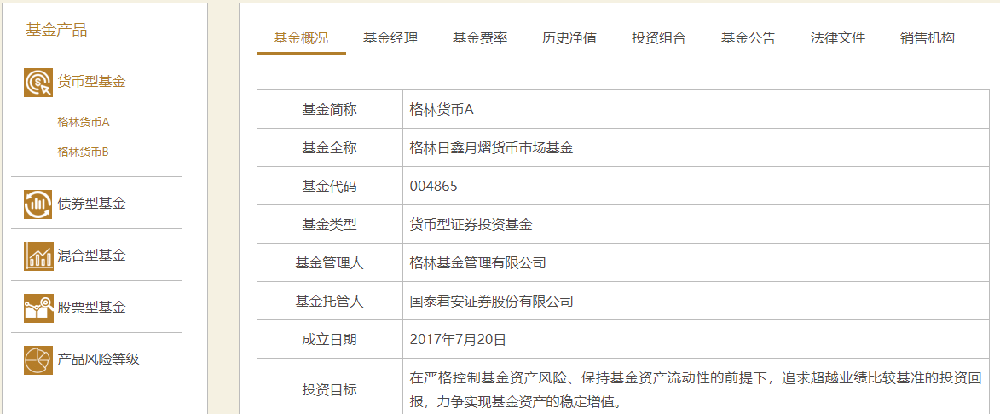 基金产品
货币型基金
格林货币A
格林货币B
债券型基金
混合型基金
股票型基金
产品风险等级
基金概况 基金经理 基金费率 历史净值 投资组合 基金公告 法律文件 销售机构
基金简称 格林货币A
基金全称 格林日鑫月熠货币市场基金
基金代码 004865
基金类型 货币型证券投资基金
基金管理人 格林基金管理有限公司
基金托管人 国泰君安证券股份有限公司
成立日期 2017年7月20日
投资目标 在严格控制基金资产风险、保持基金资产流动性的前提下，追求超越业绩比较基准的投资回
报，力争实现基金资产的稳定增值。